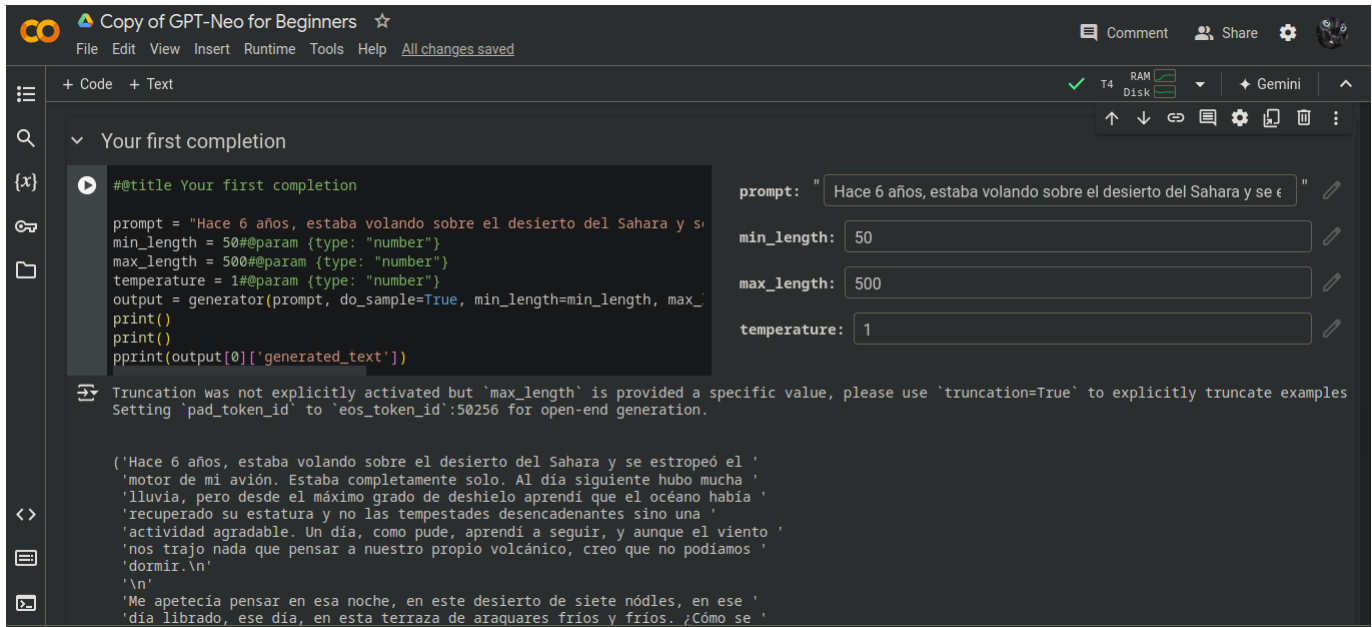 Copy of GPT-Neo for Beginners
Comment
Share
File Edit View Insert Runtime Tools Help All changes saved
+ Code + Text
T4
RAM
Disk
Gemini
Your first completion
{x}
#@title Your first completion
prompt = "Hace 6 años, estaba volando sobre el desierto del Sahara y s
min_length = 50#@param {type: "number"}
max_length = 500#@param {type: "number"}
temperature = 1#@param {type: "number"}
output = generator(prompt, do_sample=True, min_length=min_length, max_
print()
print()
pprint(output[0]['generated_text'])
prompt: " Hace 6 años, estaba volando sobre el desierto del Sahara y se e "
min_length: 50
max_length: 500
temperature: 1
Truncation was not explicitly activated but `max_length` is provided a specific value, please use `truncation=True` to explicitly truncate examples
Setting `pad_token_id` to `eos_token_id`:50256 for open-end generation.
('Hace 6 años, estaba volando sobre el desierto del Sahara y se estropeó el '
'motor de mi avión. Estaba completamente solo. Al día siguiente hubo mucha '
'lluvia, pero desde el máximo grado de deshielo aprendí que el océano había '
'recuperado su estatura y no las tempestades desencadenantes sino una '
'actividad agradable. Un día, como pude, aprendí a seguir, y aunque el viento '
'nos trajo nada que pensar a nuestro propio volcánico, creo que no podíamos '
'dormir.\n'
'\n'
'Me apetecía pensar en esa noche, en este desierto de siete nódles, en ese '
'día librado, ese día, en esta terraza de araquares fríos y fríos. ¿Cómo se '